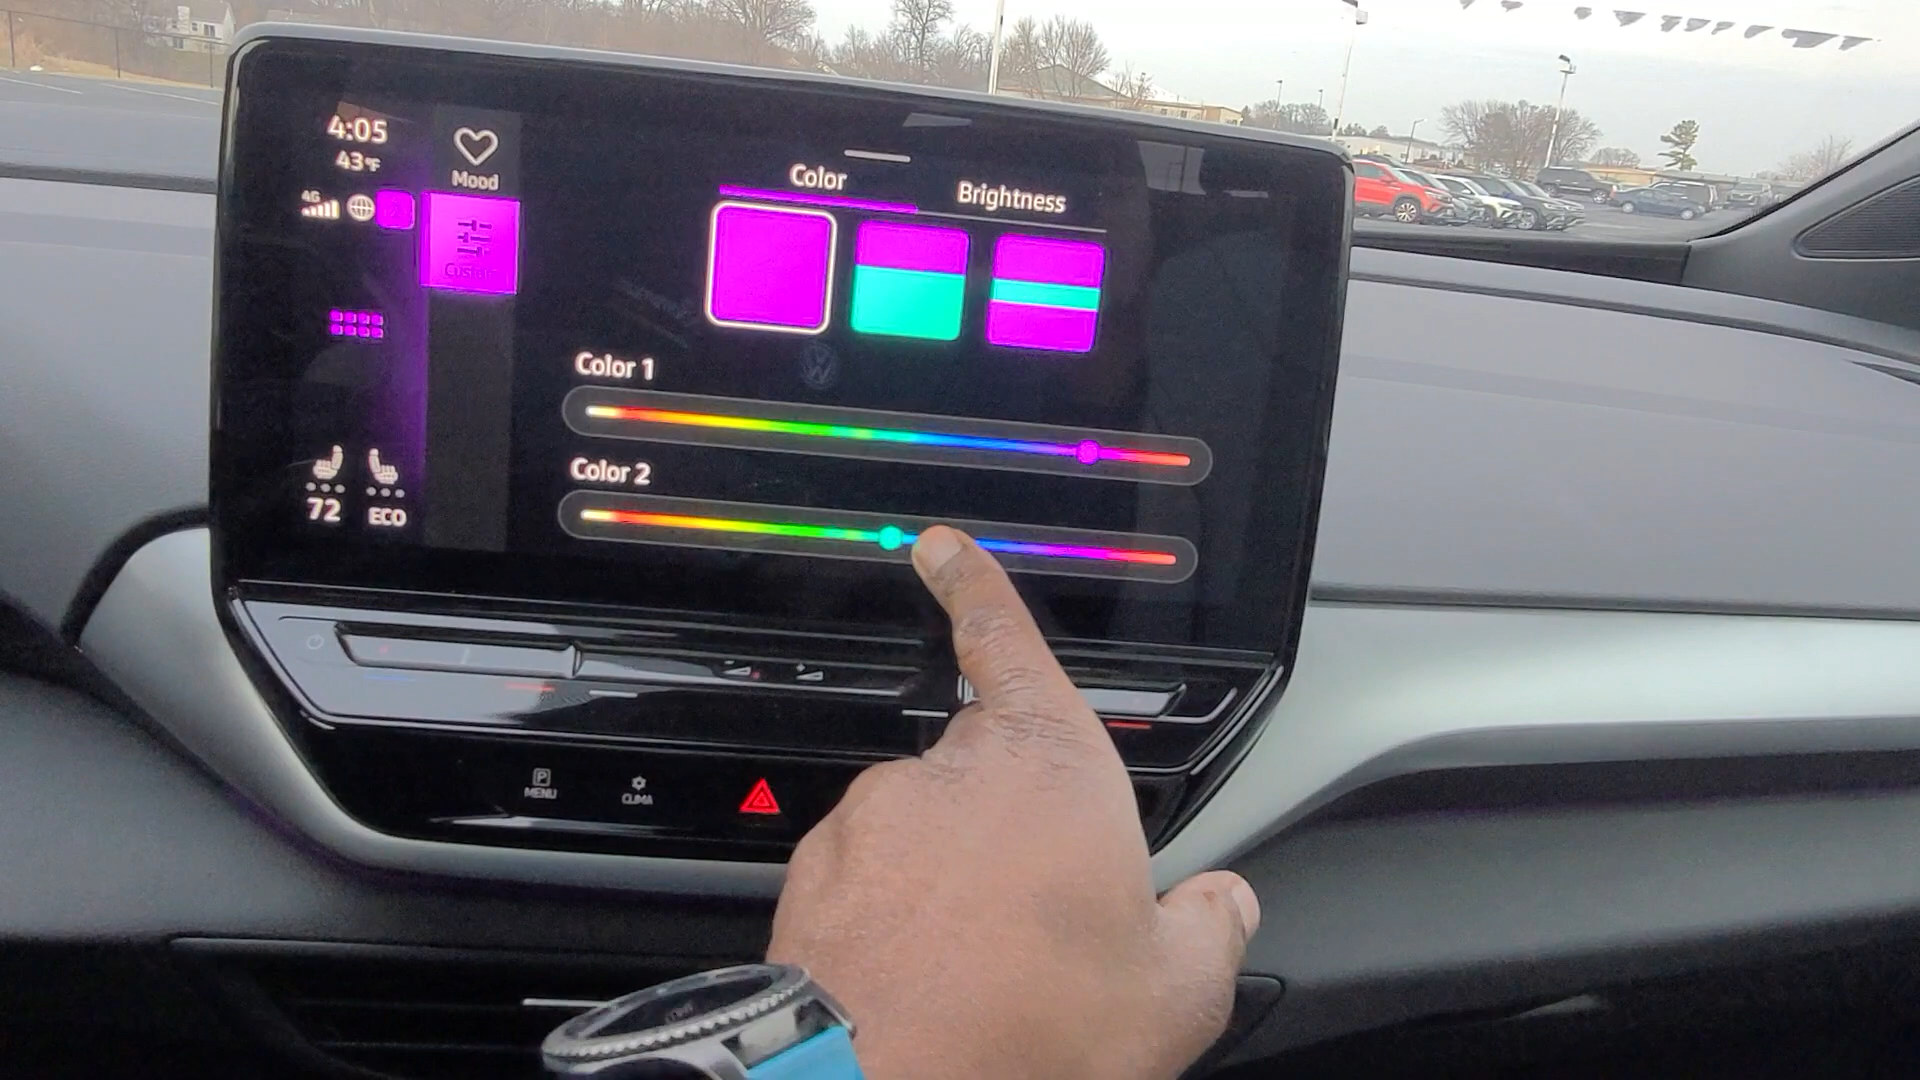 4:05
43°F
4G
Mood
Custom
Color
Brightness
Color 1
Color 2
72
ECO
P
MENU
CLIMA